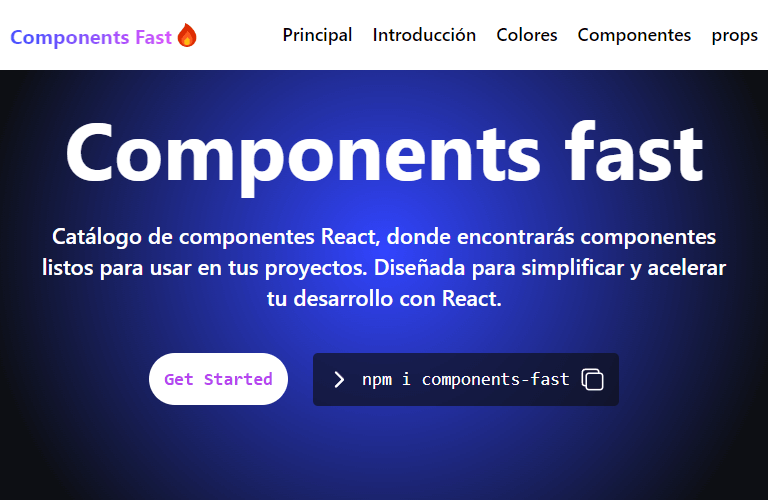 Components Fast🔥
Principal Introducción Colores Componentes props
Components fast
Catálogo de componentes React, donde encontrarás componentes
listos para usar en tus proyectos. Diseñada para simplificar y acelerar
tu desarrollo con React.
Get Started
npm i components-fast